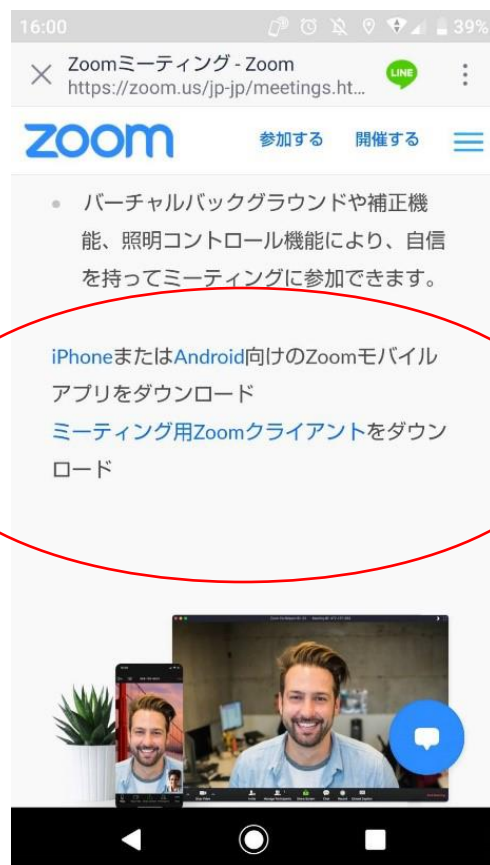 16:00
39%
Zoomミーティング - Zoom
https://zoom.us/jp-jp/meetings.ht...
LINE
zoom
参加する 開催する
バーチャルバックグラウンドや補正機
能、照明コントロール機能により、自信
を持ってミーティングに参加できます。
iPhoneまたはAndroid向けのZoomモバイル
アプリをダウンロード
ミーティング用Zoomクライアントをダウン
ロード